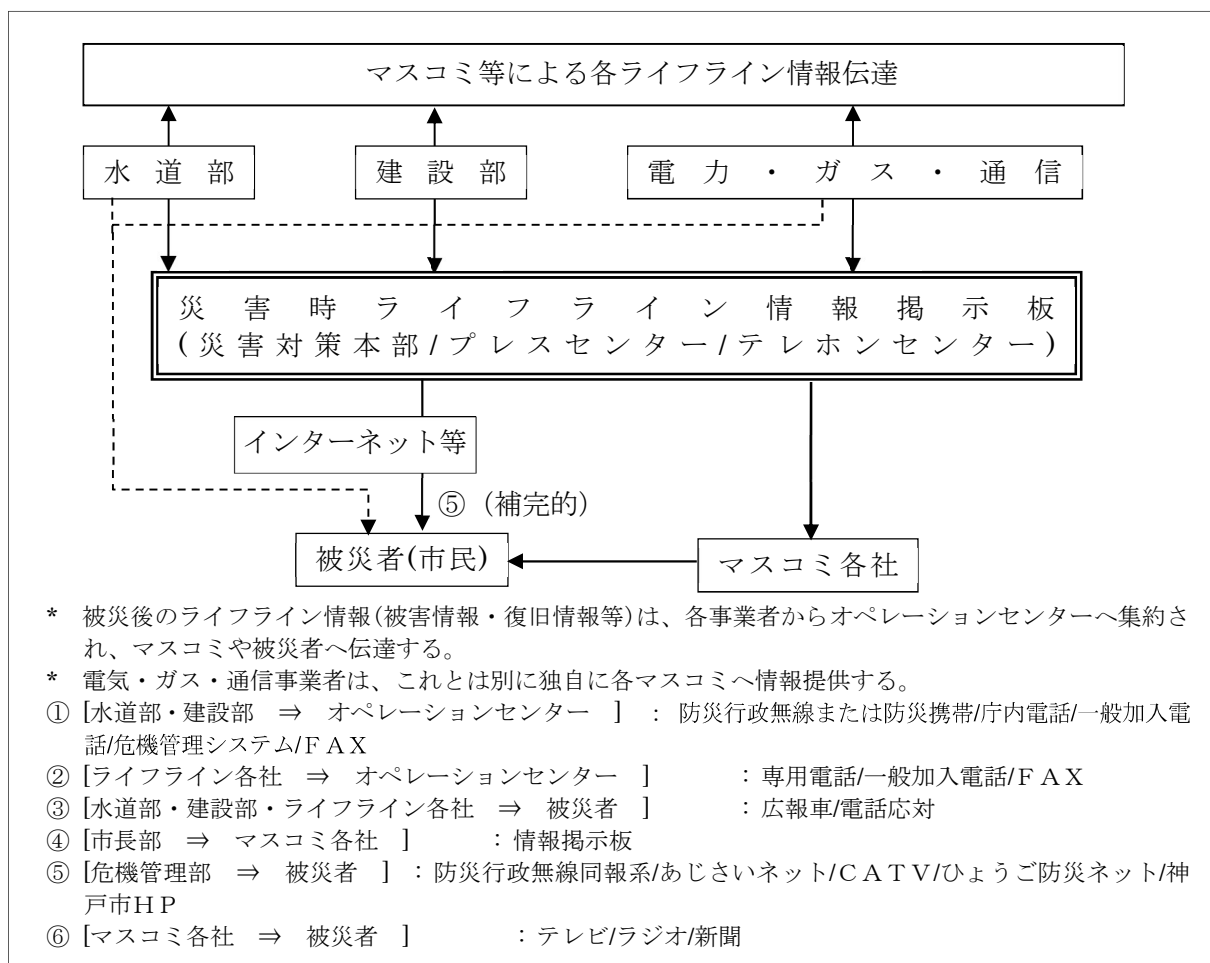 マスコミ等による各ライフライン情報伝達
水道部
建設部
電力・ガス・通信
災害時ライフライン情報掲示板
(災害対策本部/プレスセンター/テレホンセンター)
インターネット等
⑤（補完的）
被災者(市民)
マスコミ各社
* 被災後のライフライン情報(被害情報・復旧情報等)は、各事業者からオペレーションセンターへ集約さ
れ、マスコミや被災者へ伝達する。
* 電気・ガス・通信事業者は、これとは別に独自に各マスコミへ情報提供する。
① [水道部・建設部 ⇒ オペレーションセンター ] : 防災行政無線または防災携帯/庁内電話/一般加入電
話/危機管理システム/ＦＡＸ
② [ライフライン各社 ⇒ オペレーションセンター ] : 専用電話/一般加入電話/ＦＡＸ
③ [水道部・建設部・ライフライン各社 ⇒ 被災者 ] : 広報車/電話応対
④ [市長部 ⇒ マスコミ各社 ] : 情報掲示板
⑤ [危機管理部 ⇒ 被災者 ] : 防災行政無線同報系/あじさいネット/ＣＡＴＶ/ひょうご防災ネット/神
戸市ＨＰ
⑥ [マスコミ各社 ⇒ 被災者 ] : テレビ/ラジオ/新聞